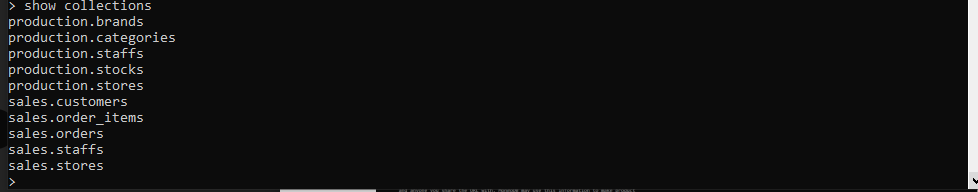 > show collections
production.brands
production.categories
production.staffs
production.stocks
production.stores
sales.customers
sales.order_items
sales.orders
sales.staffs
sales.stores
>